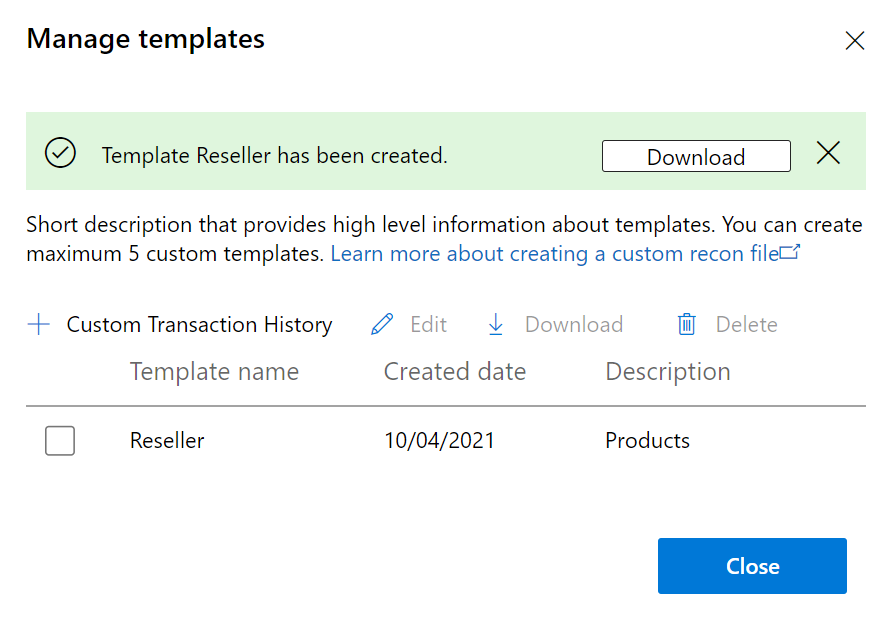 Manage templates
Template Reseller has been created. Download
Short description that provides high level information about templates. You can create
maximum 5 custom templates. Learn more about creating a custom recon file
Custom Transaction History Edit Download Delete
Template name Created date Description
Reseller 10/04/2021 Products
Close